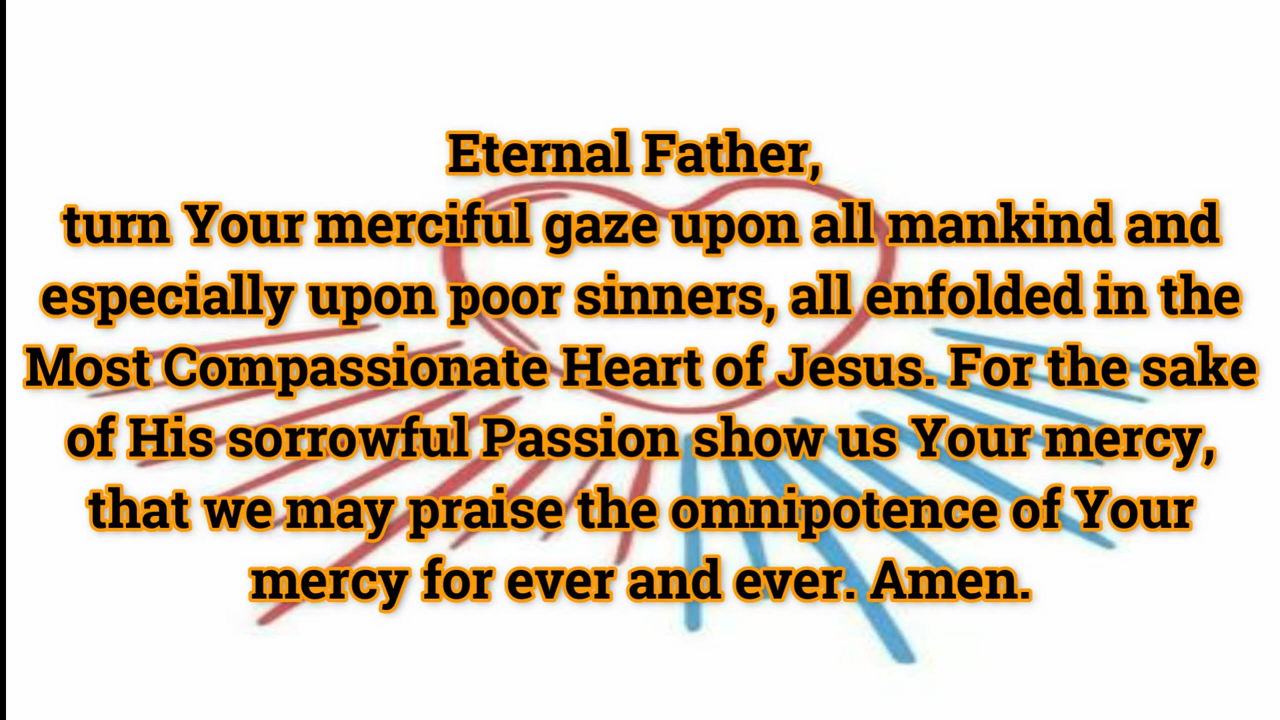 Eternal Father,
turn Your merciful gaze upon all mankind and
especially upon poor sinners, all enfolded in the
Most Compassionate Heart of Jesus. For the sake
of His sorrowful Passion show us Your mercy,
that we may praise the omnipotence of Your
mercy for ever and ever. Amen.